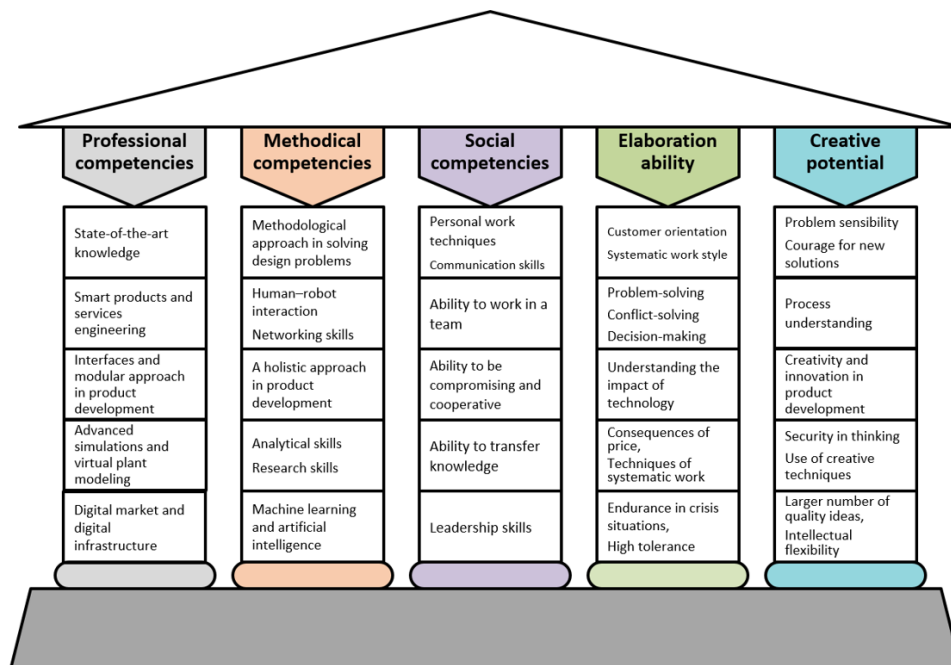 Professional
competencies
Methodical
competencies
Social
competencies
Elaboration
ability
Creative
potential
State-of-the-art
knowledge
Smart products and
services
engineering
Interfaces and
modular approach
in product
development
Advanced
simulations and
virtual plant
modeling
Digital market and
digital
infrastructure
Methodological
approach in solving
design problems
Human–robot
interaction
Networking skills
A holistic approach
in product
development
Analytical skills
Research skills
Machine learning
and artificial
intelligence
Personal work
techniques
Communication skills
Ability to work in a
team
Ability to be
compromising and
cooperative
Ability to transfer
knowledge
Leadership skills
Customer orientation
Systematic work style
Problem-solving
Conflict-solving
Decision-making
Understanding the
impact of
technology
Consequences of
price,
Techniques of
systematic work
Endurance in crisis
situations,
High tolerance
Problem sensibility
Courage for new
solutions
Process
understanding
Creativity and
innovation in
product
development
Security in thinking
Use of creative
techniques
Larger number of
quality ideas,
Intellectual
flexibility